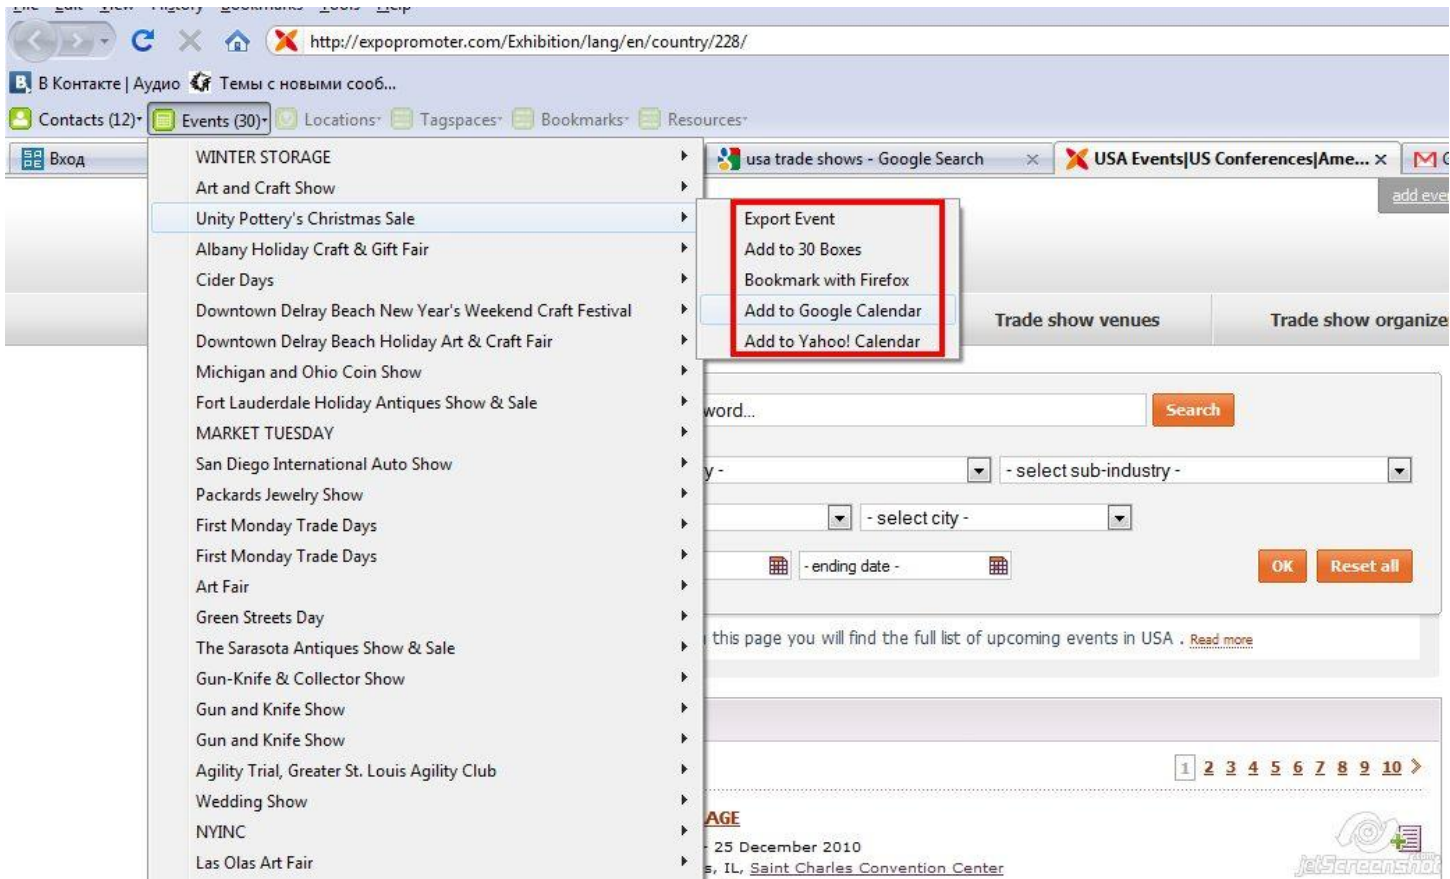 File Edit View History Bookmarks Tools Help
http://expopromoter.com/Exhibition/lang/en/country/228/
В Контакте | Аудио Темы с новыми сооб...
Contacts (12) Events (30) Locations Tagspaces Bookmarks Resources
Вход
usa trade shows - Google Search
USA Events|US Conferences|Ame...
add eve
WINTER STORAGE
Art and Craft Show
Unity Pottery's Christmas Sale
Albany Holiday Craft & Gift Fair
Cider Days
Downtown Delray Beach New Year's Weekend Craft Festival
Downtown Delray Beach Holiday Art & Craft Fair
Michigan and Ohio Coin Show
Fort Lauderdale Holiday Antiques Show & Sale
MARKET TUESDAY
San Diego International Auto Show
Packards Jewelry Show
First Monday Trade Days
First Monday Trade Days
Art Fair
Green Streets Day
The Sarasota Antiques Show & Sale
Gun-Knife & Collector Show
Gun and Knife Show
Gun and Knife Show
Agility Trial, Greater St. Louis Agility Club
Wedding Show
NYINC
Las Olas Art Fair
Export Event
Add to 30 Boxes
Bookmark with Firefox
Add to Google Calendar
Add to Yahoo! Calendar
Trade show venues
Trade show organize
word...
Search
y -
- select sub-industry -
- select city -
- ending date -
OK
Reset all
this page you will find the full list of upcoming events in USA . Read more
1 2 3 4 5 6 7 8 9 10
AGE
- 25 December 2010
s, IL, Saint Charles Convention Center
jetScreenshot.com